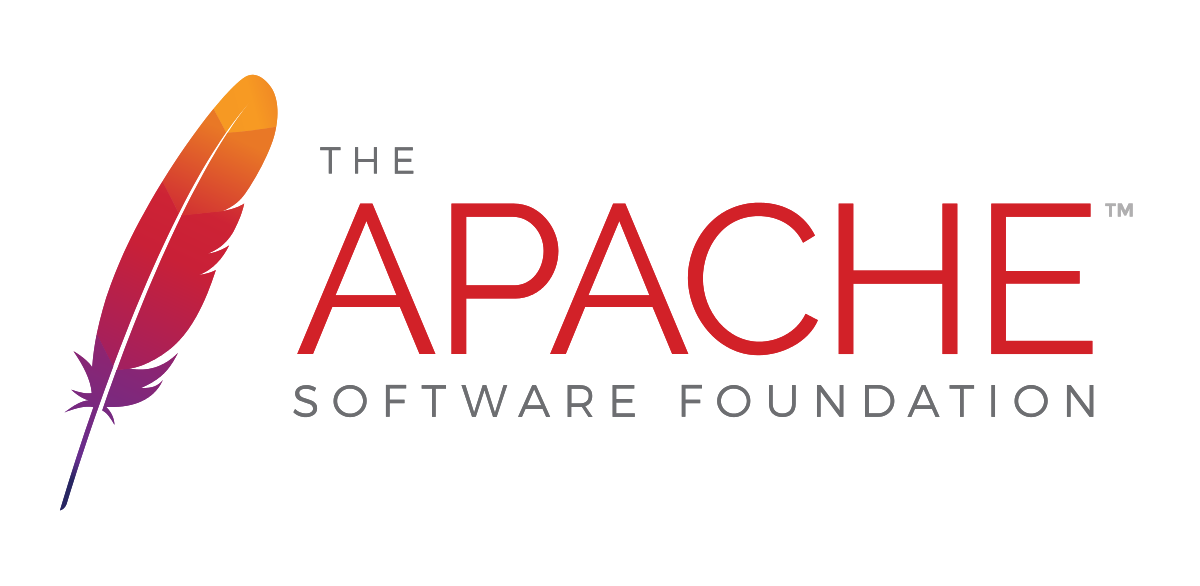 THE
APACHE™
SOFTWARE FOUNDATION